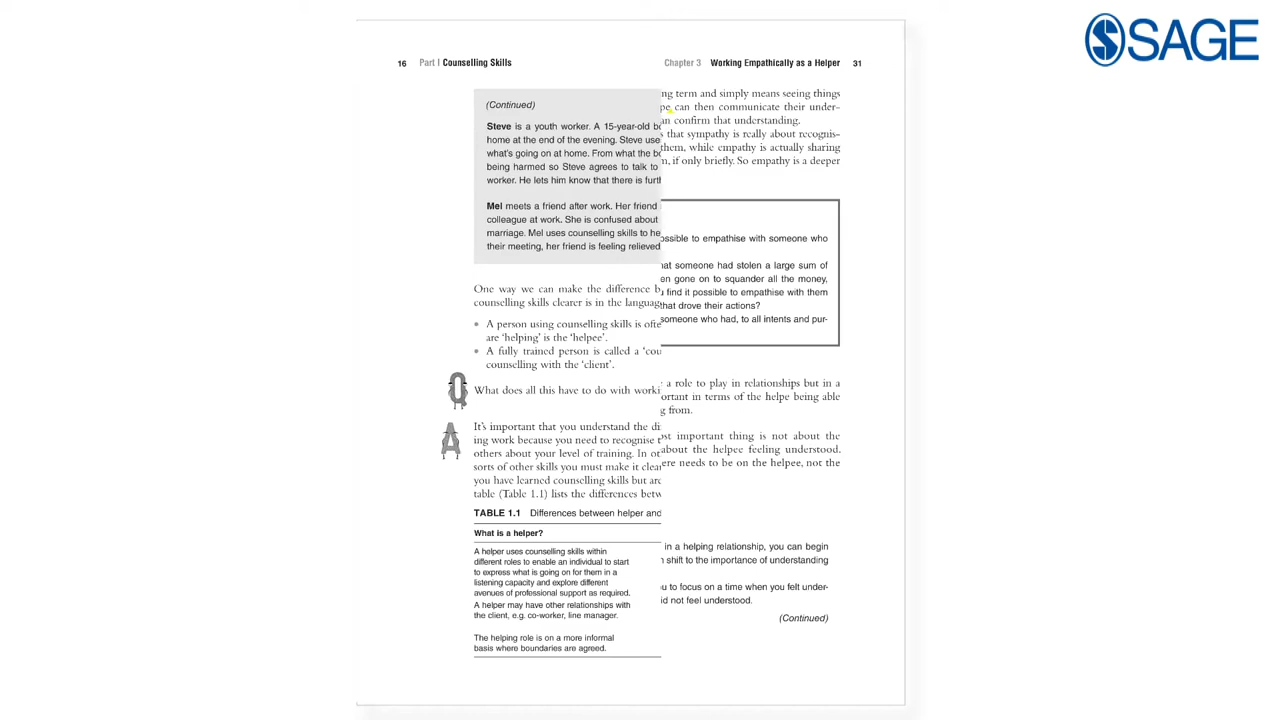 SAGE
16 Part I Counselling Skills
(Continued)
Steve is a youth worker. A 15-year-old
home at the end of the evening. Steve use
what's going on at home. From what the
being harmed so Steve agrees to talk to
worker. He lets him know that there is
Mel meets a friend after work. Her friend
colleague at work. She is confused about
marriage. Mel uses counselling skills to
their meeting, her friend is feeling relieved
One way we can make the difference
counselling skills clearer is in the
• A person using counselling skills is
are 'helping' is the 'helpee'.
• A fully trained person is called a
counselling with the 'client'.
Q
What does all this have to do with
A
It's important that you understand the
ing work because you need to recognise
others about your level of training. In
sorts of other skills you must make it
you have learned counselling skills but
table (Table 1.1) lists the differences
TABLE 1.1 Differences between helper and
What is a helper?
A helper uses counselling skills within
different roles to enable an individual to start
to express what is going on for them in a
listening capacity and explore different
avenues of professional support as required.
A helper may have other relationships with
the client, e.g. co-worker, line manager.
The helping role is on a more informal
basis where boundaries are agreed.
Chapter 3 Working Empathically as a Helper 31
ng term and simply means seeing things
can then communicate their under-
an confirm that understanding.
that sympathy is really about recognis-
them, while empathy is actually sharing
if only briefly. So empathy is a deeper
ossible to empathise with someone who
at someone had stolen a large sum of
en gone on to squander all the money,
find it possible to empathise with them
that drove their actions?
someone who had, to all intents and pur-
a role to play in relationships but in a
ortant in terms of the helpe being able
g from.
ost important thing is not about the
about the helpee feeling understood.
ere needs to be on the helpee, not the
in a helping relationship, you can begin
shift to the importance of understanding
u to focus on a time when you felt under-
id not feel understood.
(Continued)